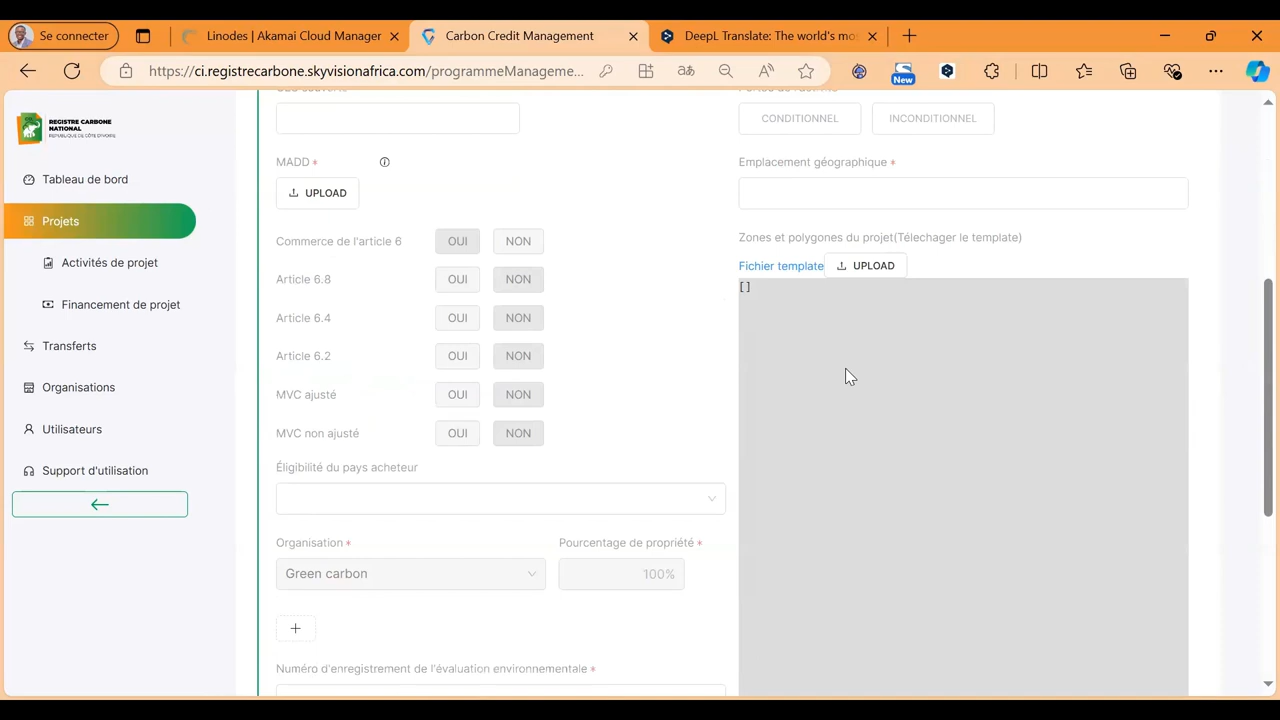 Se connecter
Linodes | Akamai Cloud Manager
Carbon Credit Management
DeepL Translate: The world's mos
https://ci.registrecarbone.skyvisionafrica.com/programmeManageme...
New
REGISTRE CARBONE
NATIONAL
REPUBLIQUE DE CÔTE D'IVOIRE
Tableau de bord
Projets
Activités de projet
Financement de projet
Transferts
Organisations
Utilisateurs
Support d'utilisation
CONDITIONNEL
INCONDITIONNEL
MADD *
UPLOAD
Commerce de l'article 6 OUI NON
Article 6.8 OUI NON
Article 6.4 OUI NON
Article 6.2 OUI NON
MVC ajusté OUI NON
MVC non ajusté OUI NON
Éligibilité du pays acheteur
Organisation *
Pourcentage de propriété *
Green carbon
100%
+
Numéro d'enregistrement de l'évaluation environnementale *
Emplacement géographique *
Zones et polygones du projet(Télechager le template)
Fichier template
UPLOAD
[]